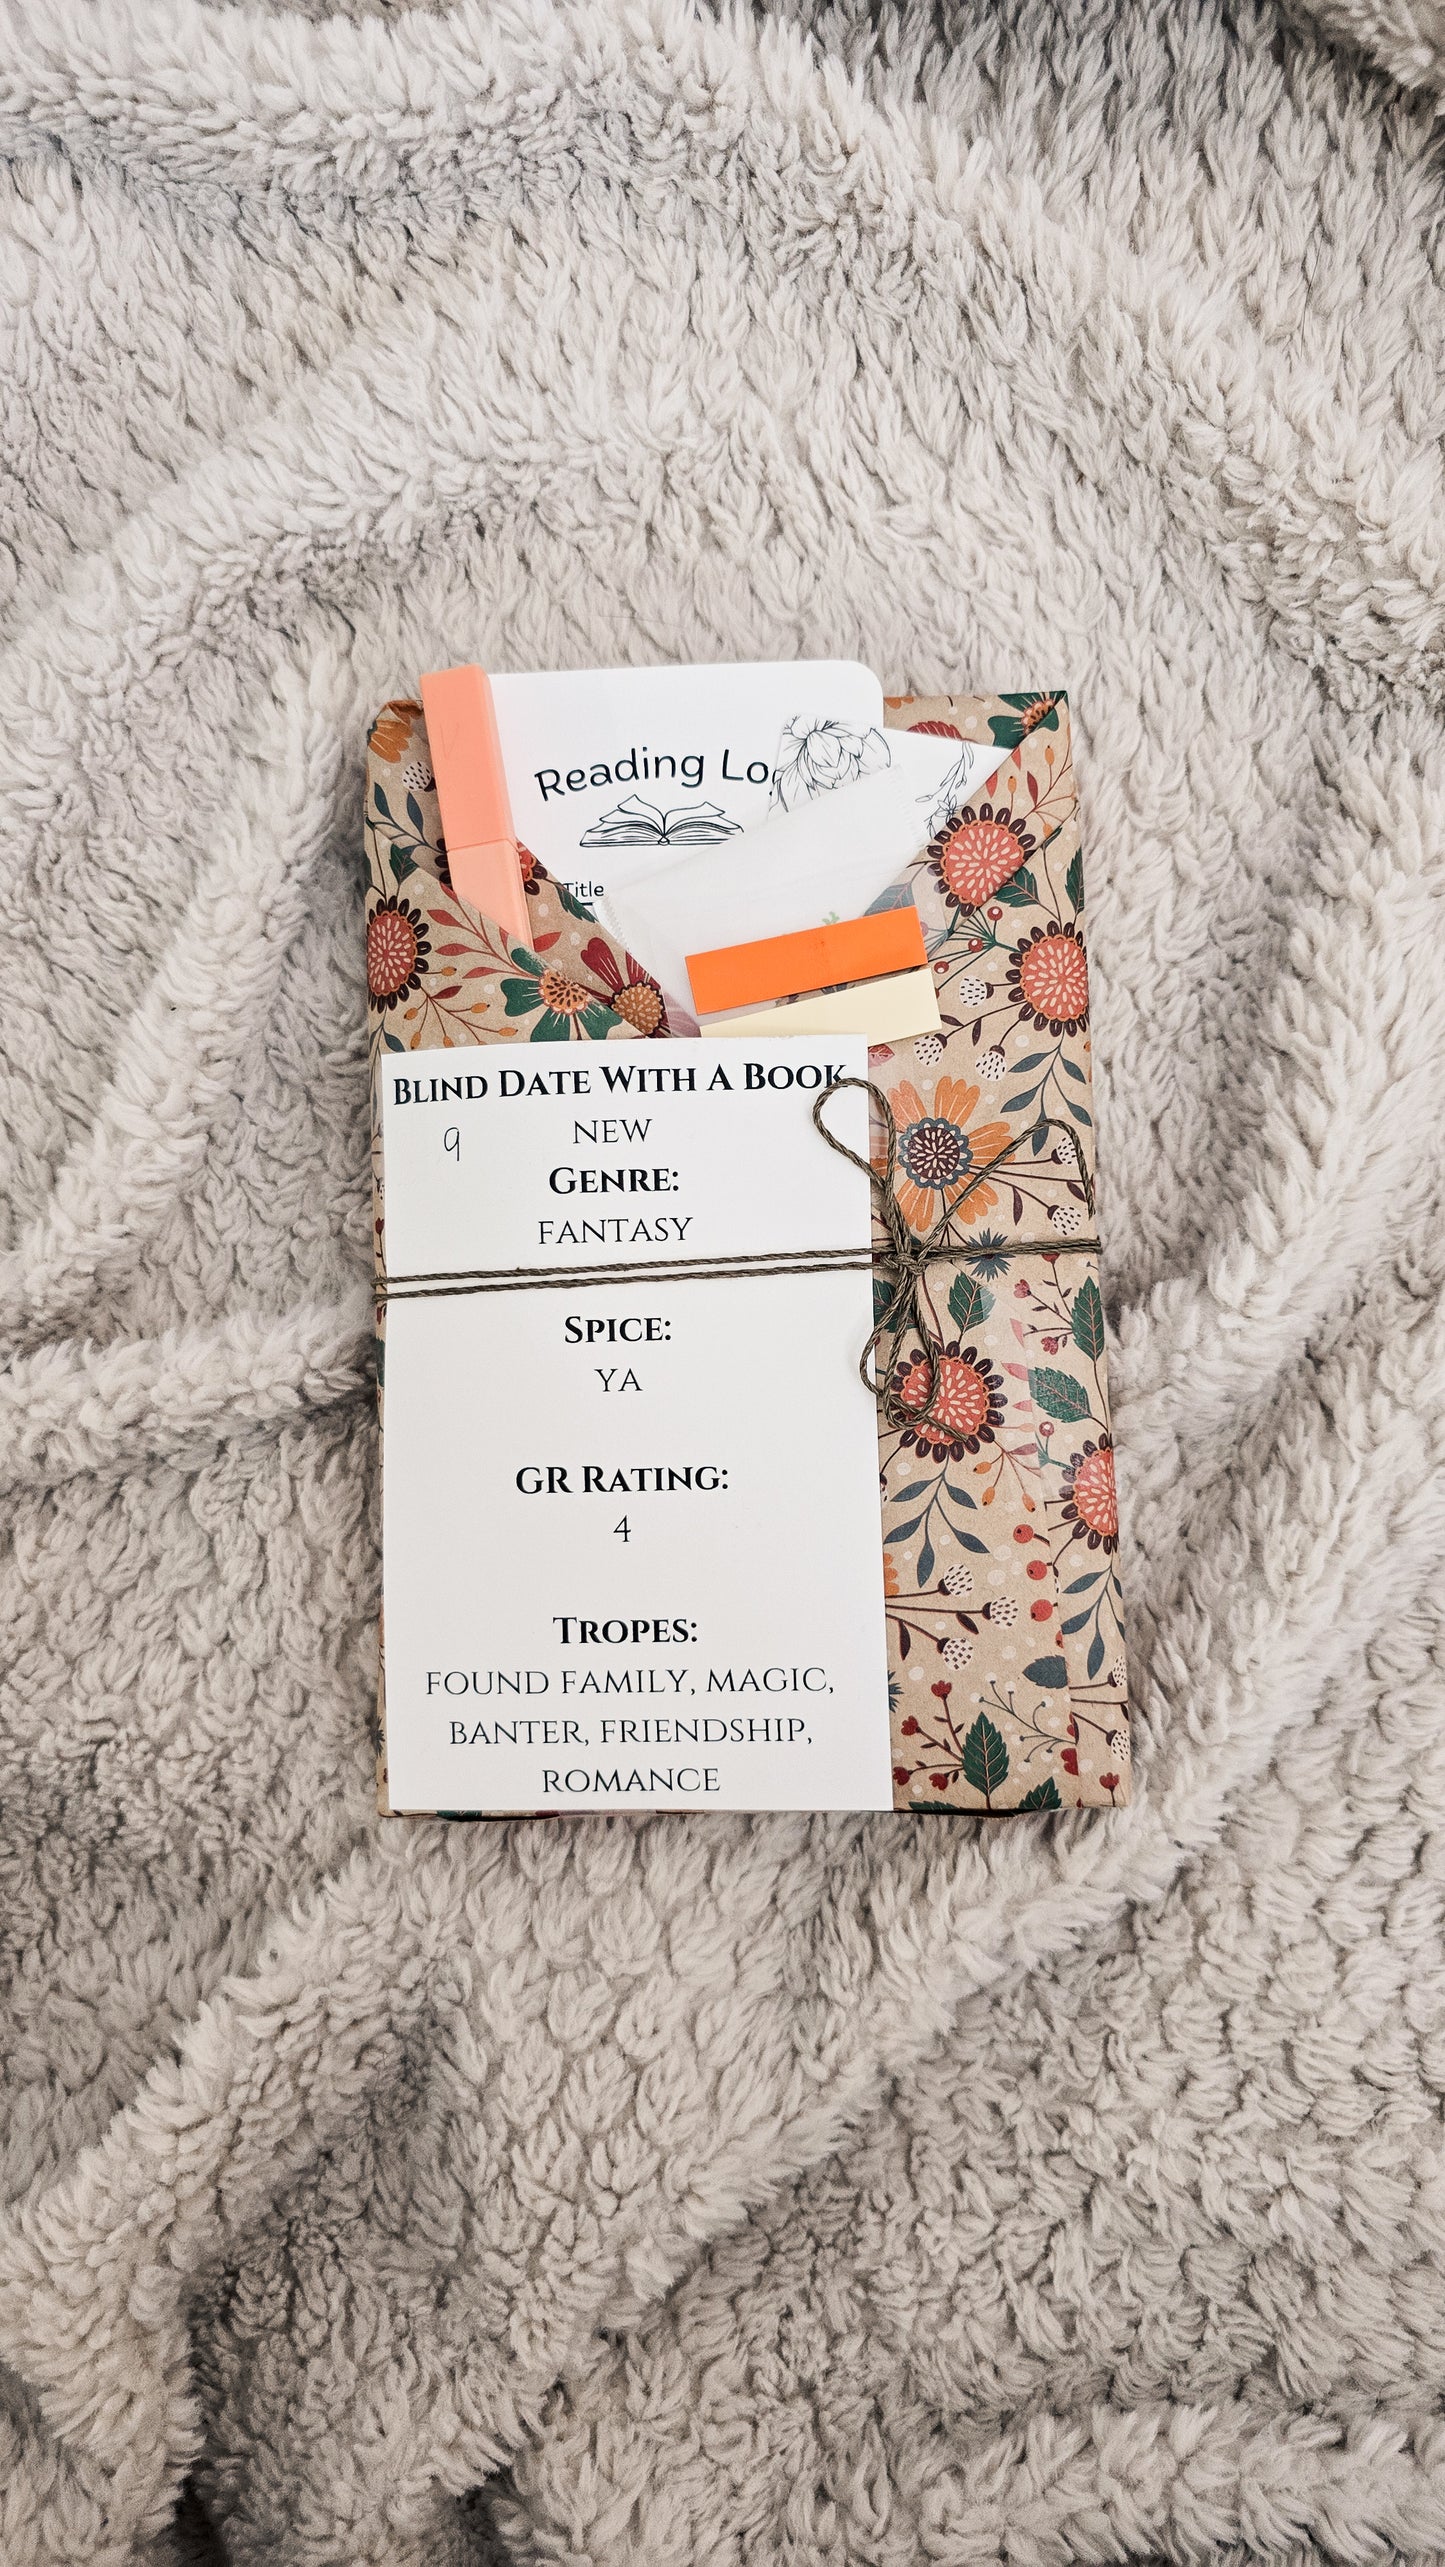 Reading Lo
Title
Blind Date With A Book
9
NEW
Genre:
FANTASY
Spice:
YA
GR Rating:
4
Tropes:
FOUND FAMILY, MAGIC,
BANTER, FRIENDSHIP,
ROMANCE